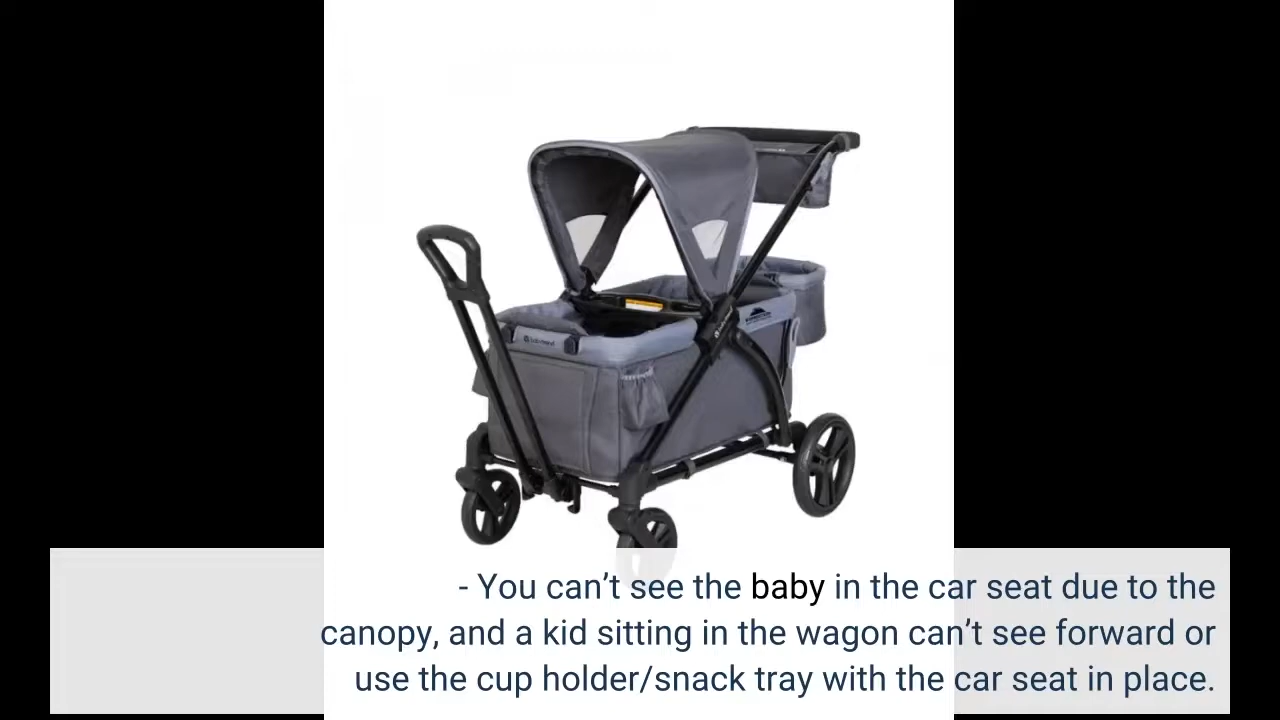 - You can’t see the baby in the car seat due to the
canopy, and a kid sitting in the wagon can’t see forward or
use the cup holder/snack tray with the car seat in place.